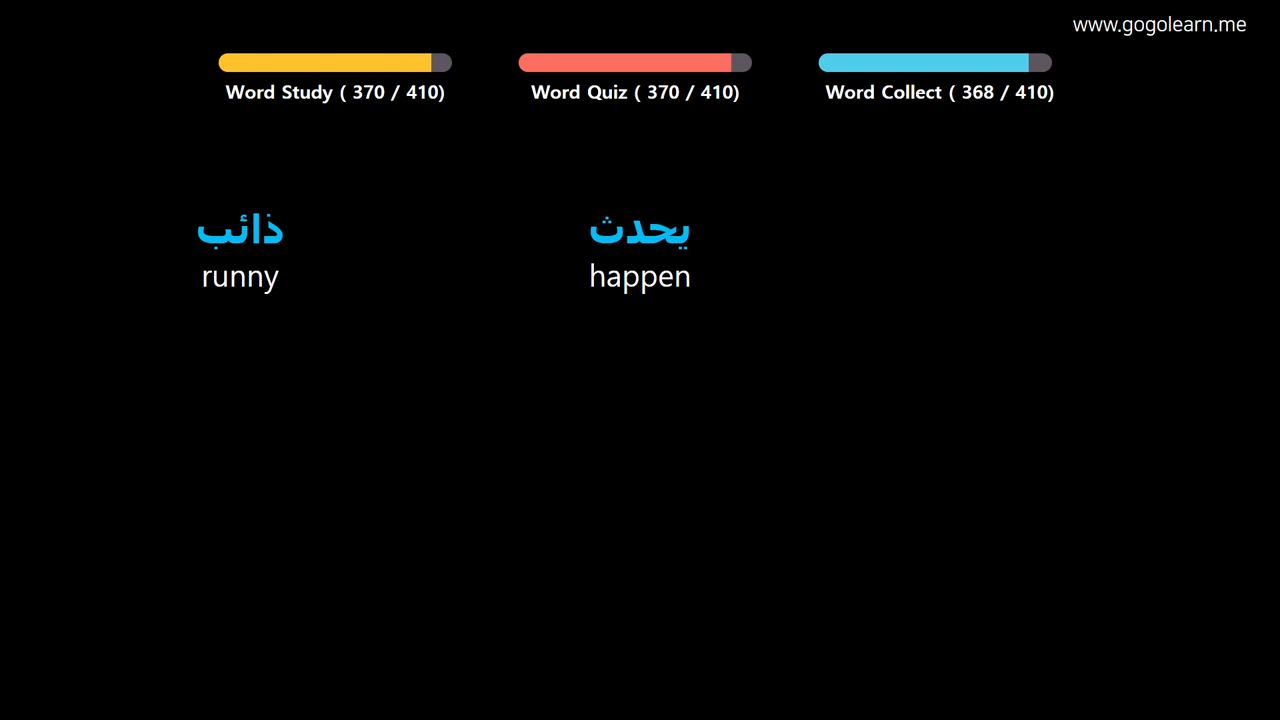 www.gogolearn.me
Word Study ( 370 / 410)
Word Quiz ( 370 / 410)
Word Collect ( 368 / 410)
ذائب
runny
يحدث
happen